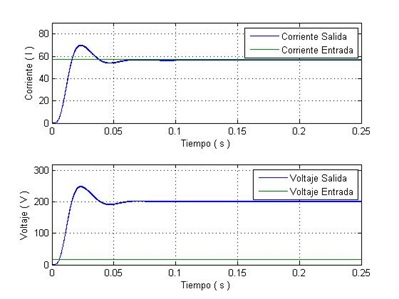 Corriente ( I )
80
60
40
20
0
Corriente Salida
Corriente Entrada
0 0.05 0.1 0.15 0.2 0.25
Tiempo ( s )
Voltaje ( V )
300
200
100
0
Voltaje Salida
Voltaje Entrada
0 0.05 0.1 0.15 0.2 0.25
Tiempo ( s )